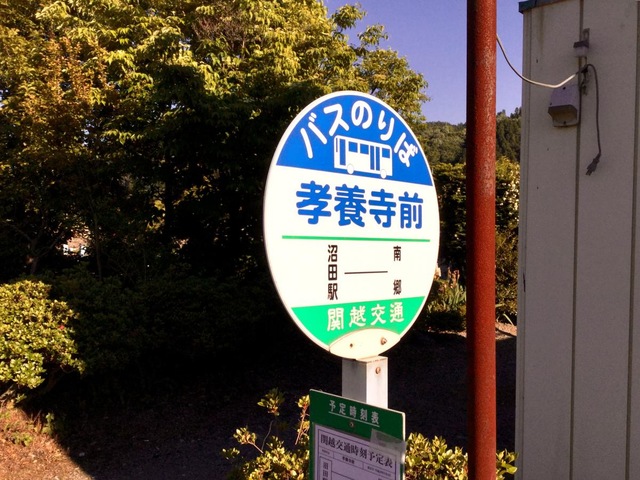 バスのりば
孝養寺前
沼田駅 ── 南郷
関越交通
予定時刻表
関越交通時刻予定表